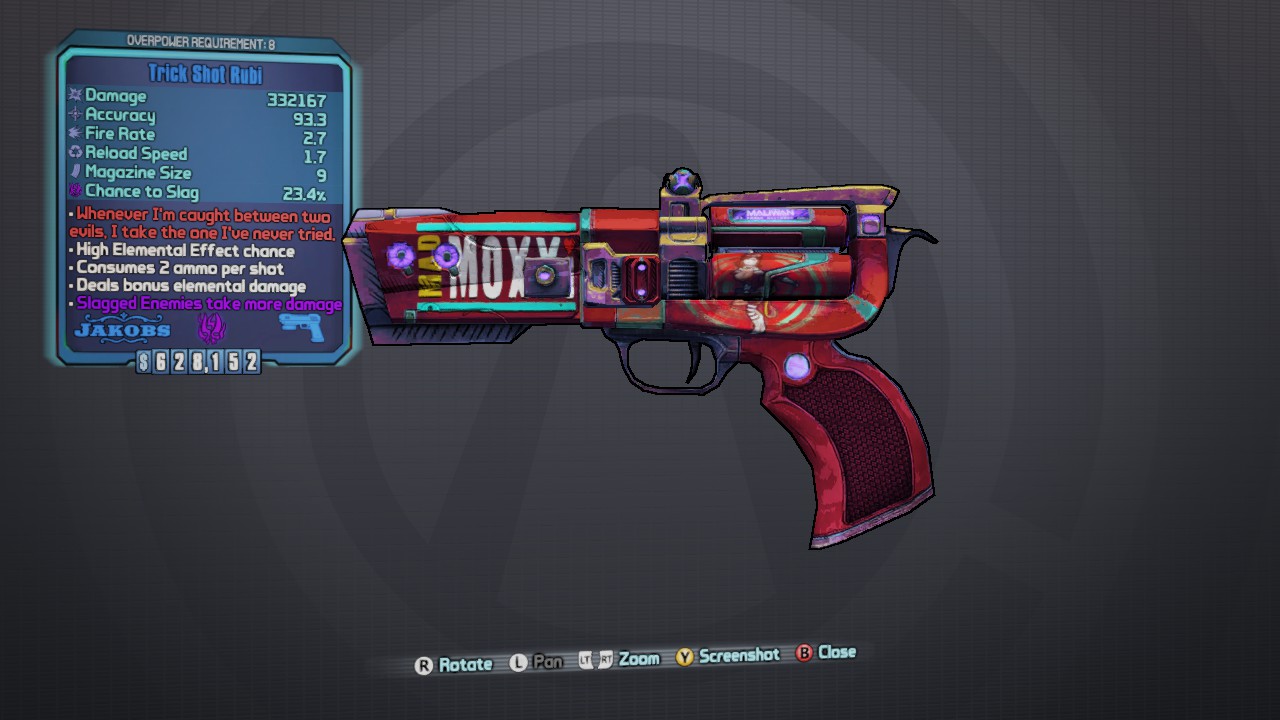 OVERPOWER REQUIREMENT: 8
Trick Shot Rubi
Damage 332167
Accuracy 93.3
Fire Rate 2.7
Reload Speed 1.7
Magazine Size 9
Chance to Slag 23.4%
• Whenever I'm caught between two
evils, I take the one I've never tried.
• High Elemental Effect chance
• Consumes 2 ammo per shot
• Deals bonus elemental damage
• Slagged Enemies take more damage
JAKOBS
$628,152
MAD
MOXX
MALIWAN
R Rotate L Pan LT RT Zoom Y Screenshot B Close